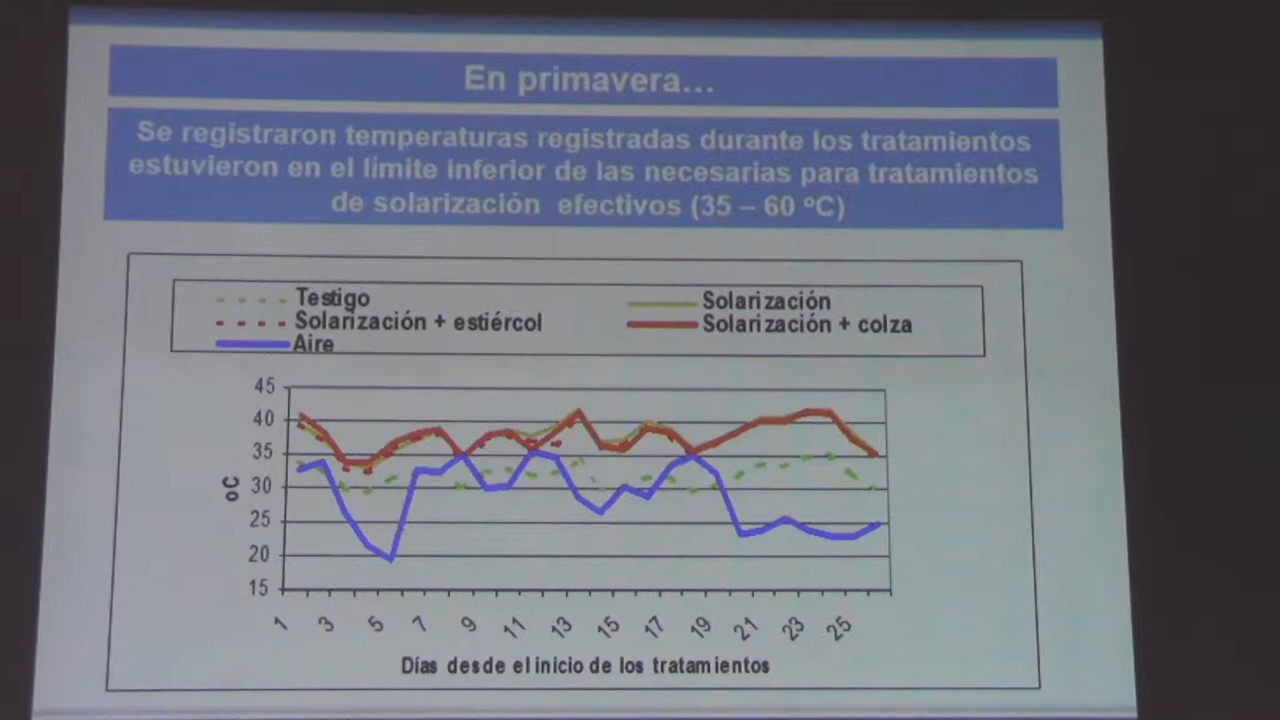 En primavera...
Se registraron temperaturas registradas durante los tratamientos
estuvieron en el límite inferior de las necesarias para tratamientos
de solarización efectivos (35 – 60 ºC)
Testigo
Solarización
Solarización + estiércol
Solarización + colza
Aire
45
40
35
30
25
20
15
oC
1 3 5 7 9 11 13 15 17 19 21 23 25
Días desde el inicio de los tratamientos